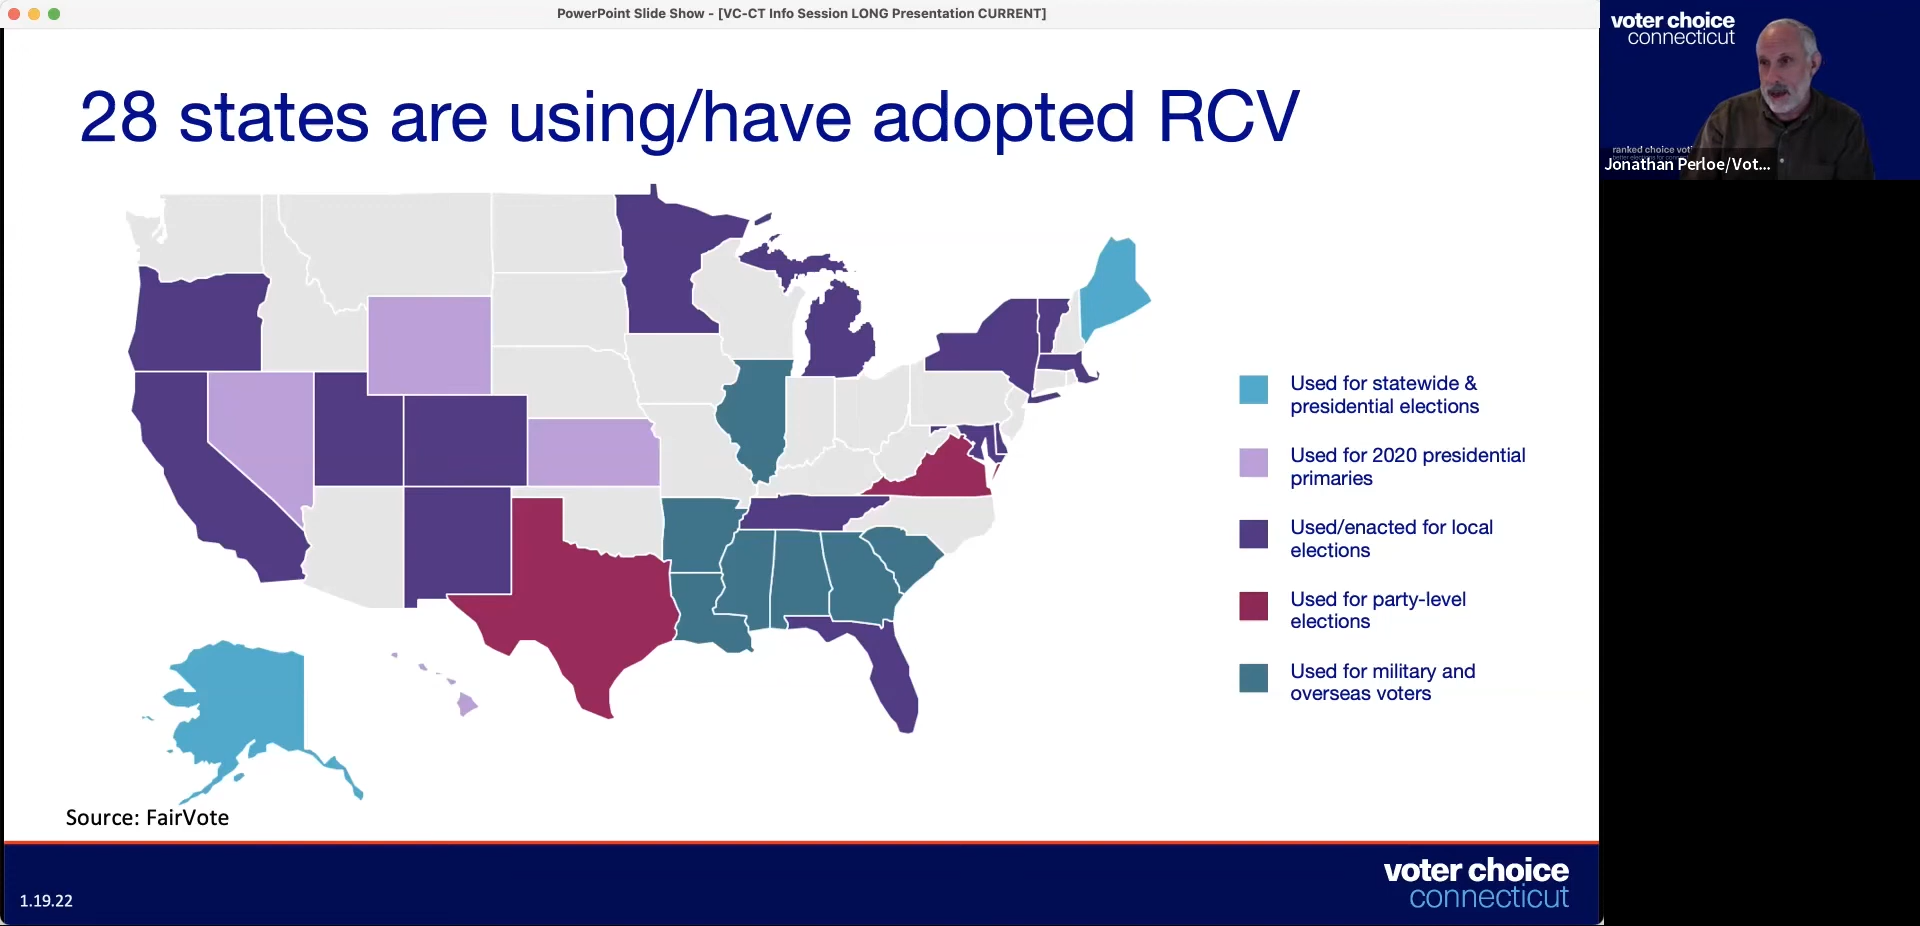 PowerPoint Slide Show - [VC-CT Info Session LONG Presentation CURRENT]
28 states are using/have adopted RCV
Used for statewide &
presidential elections
Used for 2020 presidential
primaries
Used/enacted for local
elections
Used for party-level
elections
Used for military and
overseas voters
Source: FairVote
1.19.22
voter choice
connecticut
voter choice
connecticut
ranked choice voti
Jonathan Perloe/Vot...